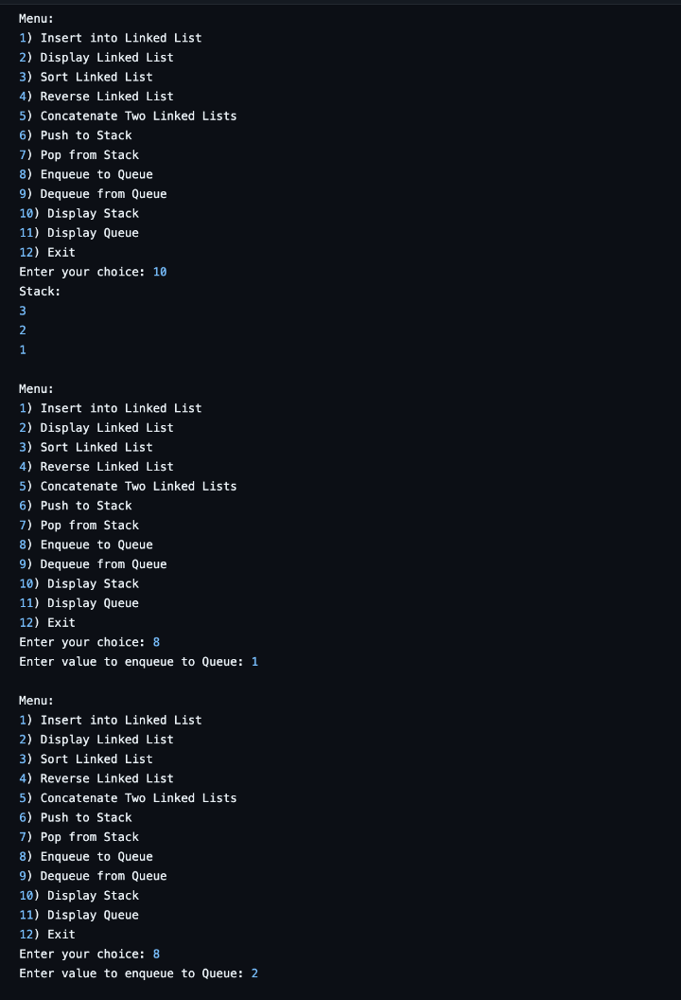 Menu:
1) Insert into Linked List
2) Display Linked List
3) Sort Linked List
4) Reverse Linked List
5) Concatenate Two Linked Lists
6) Push to Stack
7) Pop from Stack
8) Enqueue to Queue
9) Dequeue from Queue
10) Display Stack
11) Display Queue
12) Exit
Enter your choice: 10
Stack:
3
2
1
Menu:
1) Insert into Linked List
2) Display Linked List
3) Sort Linked List
4) Reverse Linked List
5) Concatenate Two Linked Lists
6) Push to Stack
7) Pop from Stack
8) Enqueue to Queue
9) Dequeue from Queue
10) Display Stack
11) Display Queue
12) Exit
Enter your choice: 8
Enter value to enqueue to Queue: 1
Menu:
1) Insert into Linked List
2) Display Linked List
3) Sort Linked List
4) Reverse Linked List
5) Concatenate Two Linked Lists
6) Push to Stack
7) Pop from Stack
8) Enqueue to Queue
9) Dequeue from Queue
10) Display Stack
11) Display Queue
12) Exit
Enter your choice: 8
Enter value to enqueue to Queue: 2